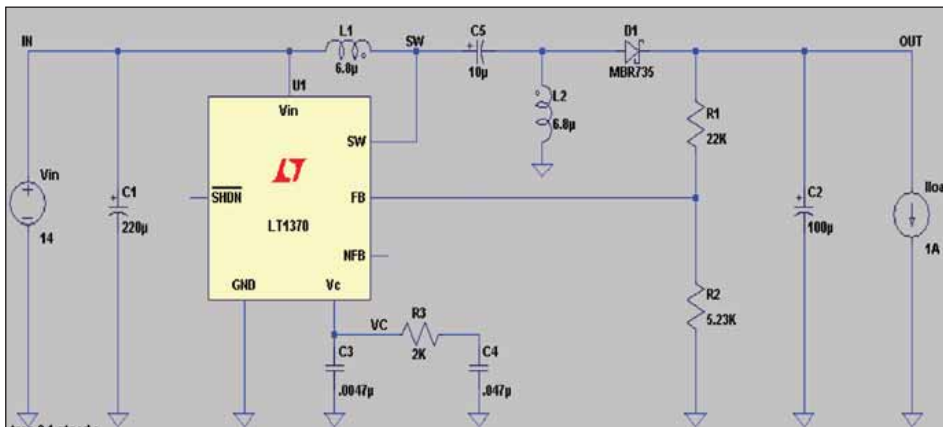 IN
L1
6.8µ
SW
C5
10µ
D1
MBR735
OUT
U1
Vin
SW
L2
6.8µ
R1
22K
Vin
14
C1
220µ
SHDN
LT1370
FB
NFB
GND
Vc
C2
100µ
1A
R2
5.23K
VC
R3
2K
C3
.0047µ
C4
.047µ